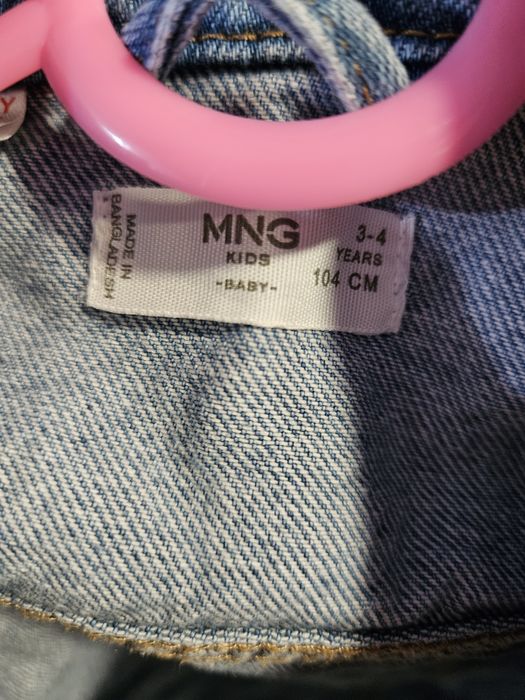 MADE IN
BANGLADESH
MNG
KIDS
-BABY-
3-4
YEARS
104 CM
Y